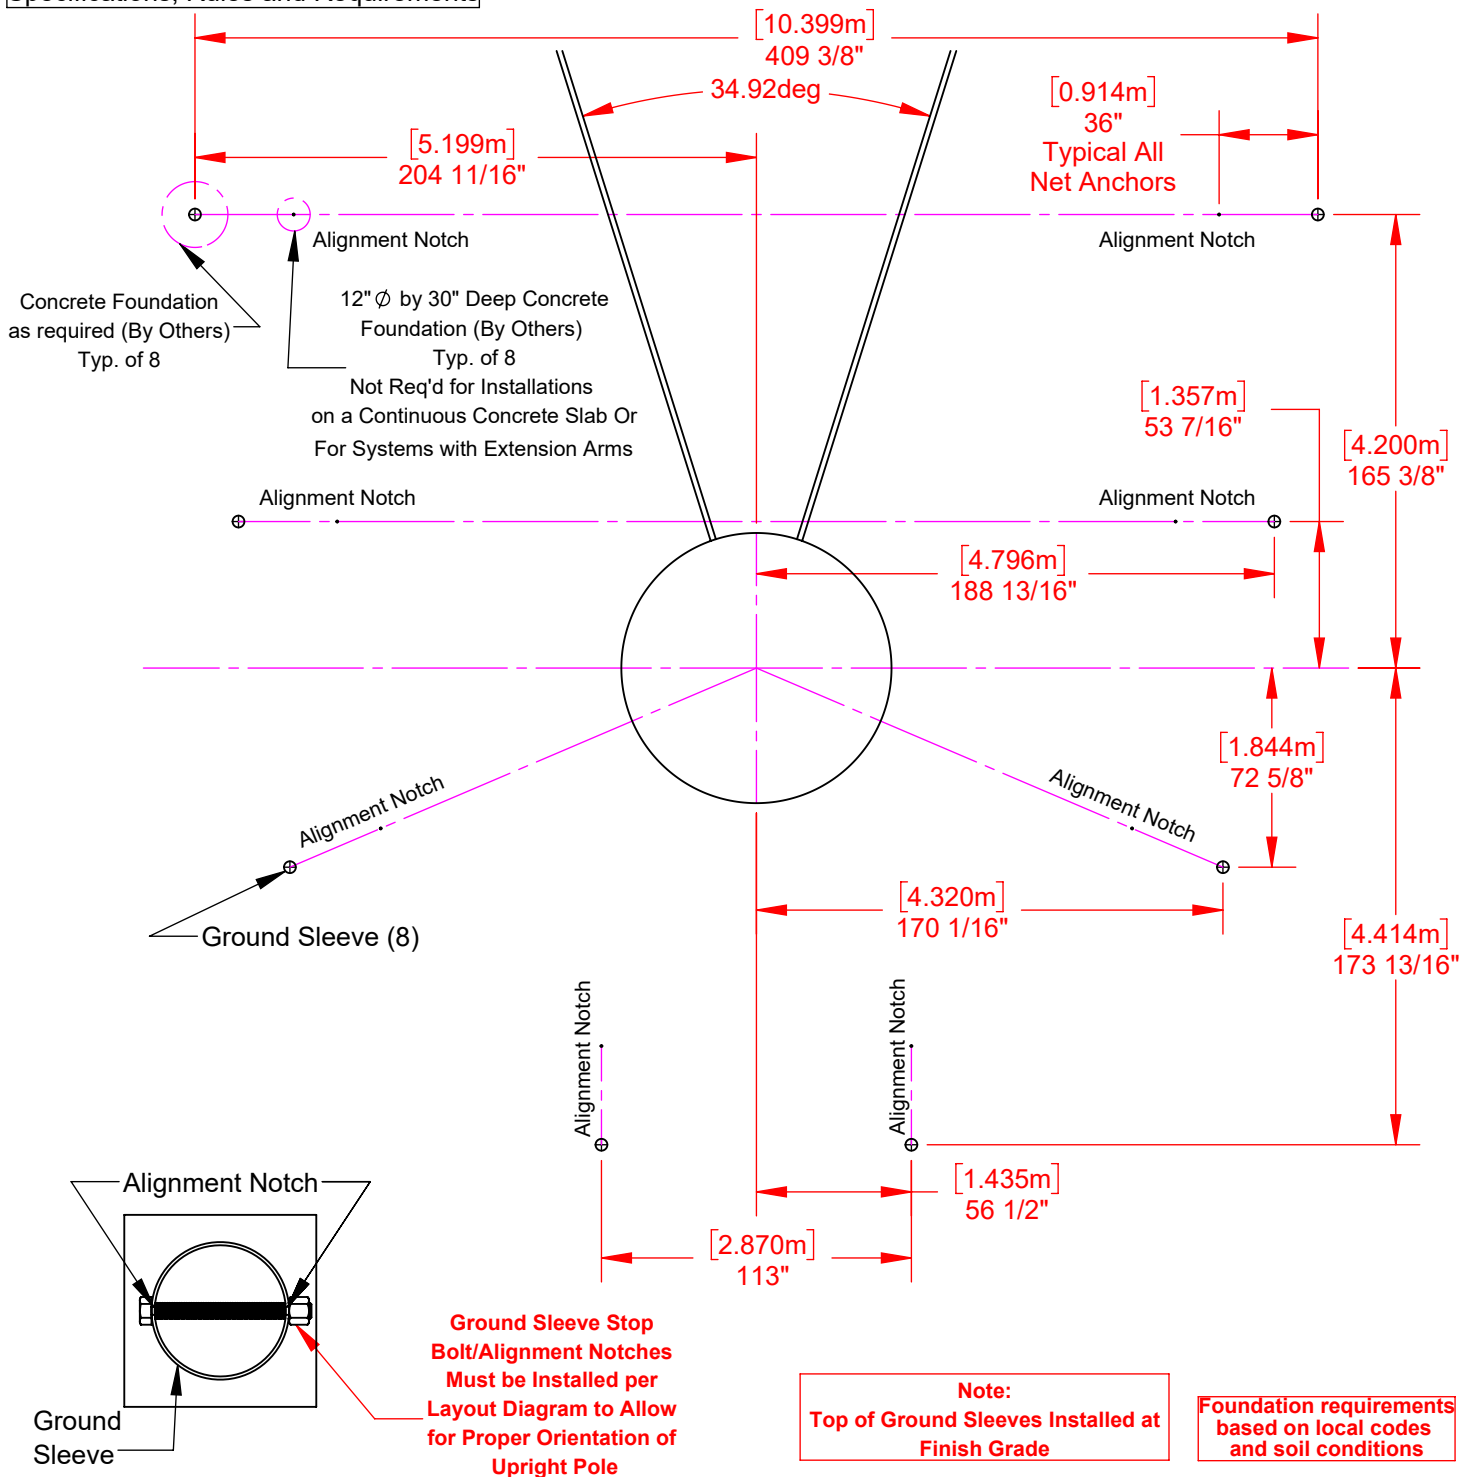 Specifications, Rules and Requirements
[10.399m]
409 3/8"
34.92deg
[0.914m]
36"
Typical All
Net Anchors
[5.199m]
204 11/16"
Alignment Notch
Alignment Notch
Concrete Foundation
as required (By Others)
Typ. of 8
12"∅ by 30" Deep Concrete
Foundation (By Others)
Typ. of 8
Not Req'd for Installations
on a Continuous Concrete Slab Or
For Systems with Extension Arms
[1.357m]
53 7/16"
[4.200m]
165 3/8"
Alignment Notch
Alignment Notch
[4.796m]
188 13/16"
[1.844m]
72 5/8"
Alignment Notch
Alignment Notch
[4.320m]
170 1/16"
Ground Sleeve (8)
[4.414m]
173 13/16"
Alignment Notch
Alignment Notch
[1.435m]
56 1/2"
[2.870m]
113"
Alignment Notch
Ground
Sleeve
Ground Sleeve Stop
Bolt/Alignment Notches
Must be Installed per
Layout Diagram to Allow
for Proper Orientation of
Upright Pole
Note:
Top of Ground Sleeves Installed at
Finish Grade
Foundation requirements
based on local codes
and soil conditions